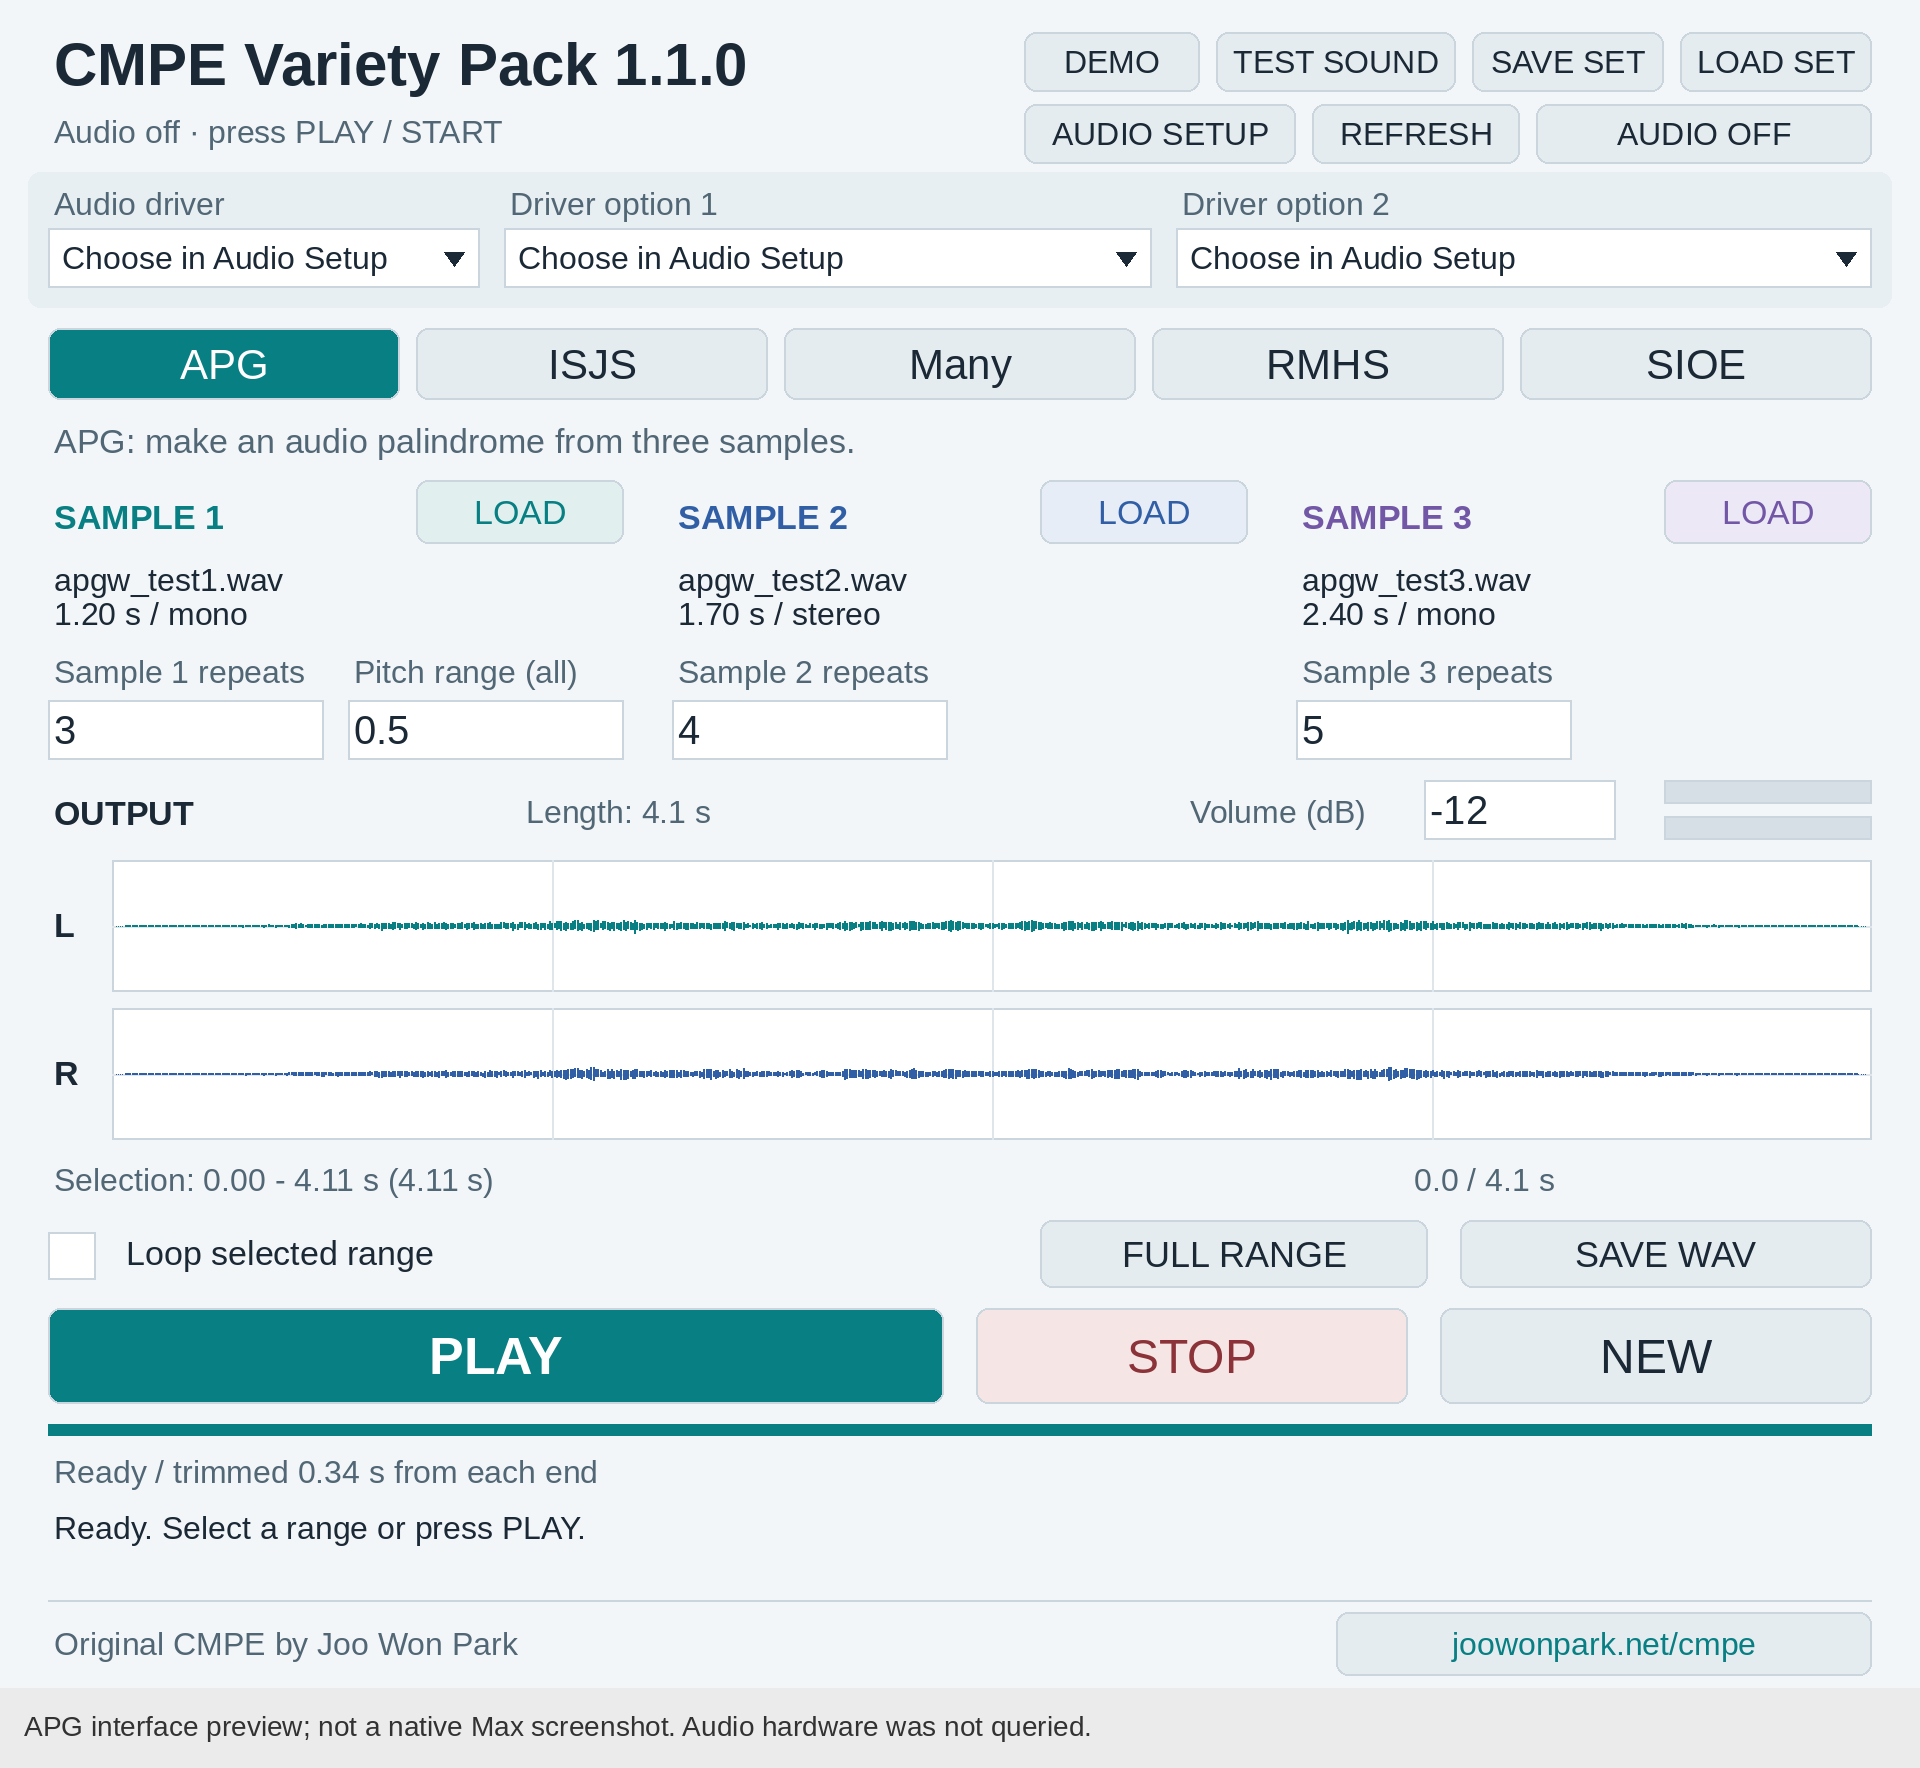 CMPE Variety Pack 1.1.0
DEMO
TEST SOUND
SAVE SET
LOAD SET
Audio off · press PLAY / START
AUDIO SETUP
REFRESH
AUDIO OFF
Audio driver
Driver option 1
Driver option 2
Choose in Audio Setup
Choose in Audio Setup
Choose in Audio Setup
APG
ISJS
Many
RMHS
SIOE
APG: make an audio palindrome from three samples.
SAMPLE 1
LOAD
SAMPLE 2
LOAD
SAMPLE 3
LOAD
apgw_test1.wav
1.20 s / mono
apgw_test2.wav
1.70 s / stereo
apgw_test3.wav
2.40 s / mono
Sample 1 repeats
Pitch range (all)
Sample 2 repeats
Sample 3 repeats
3
0.5
4
5
OUTPUT
Length: 4.1 s
Volume (dB)
-12
L
R
Selection: 0.00 - 4.11 s (4.11 s)
0.0 / 4.1 s
Loop selected range
FULL RANGE
SAVE WAV
PLAY
STOP
NEW
Ready / trimmed 0.34 s from each end
Ready. Select a range or press PLAY.
Original CMPE by Joo Won Park
joowonpark.net/cmpe
APG interface preview; not a native Max screenshot. Audio hardware was not queried.